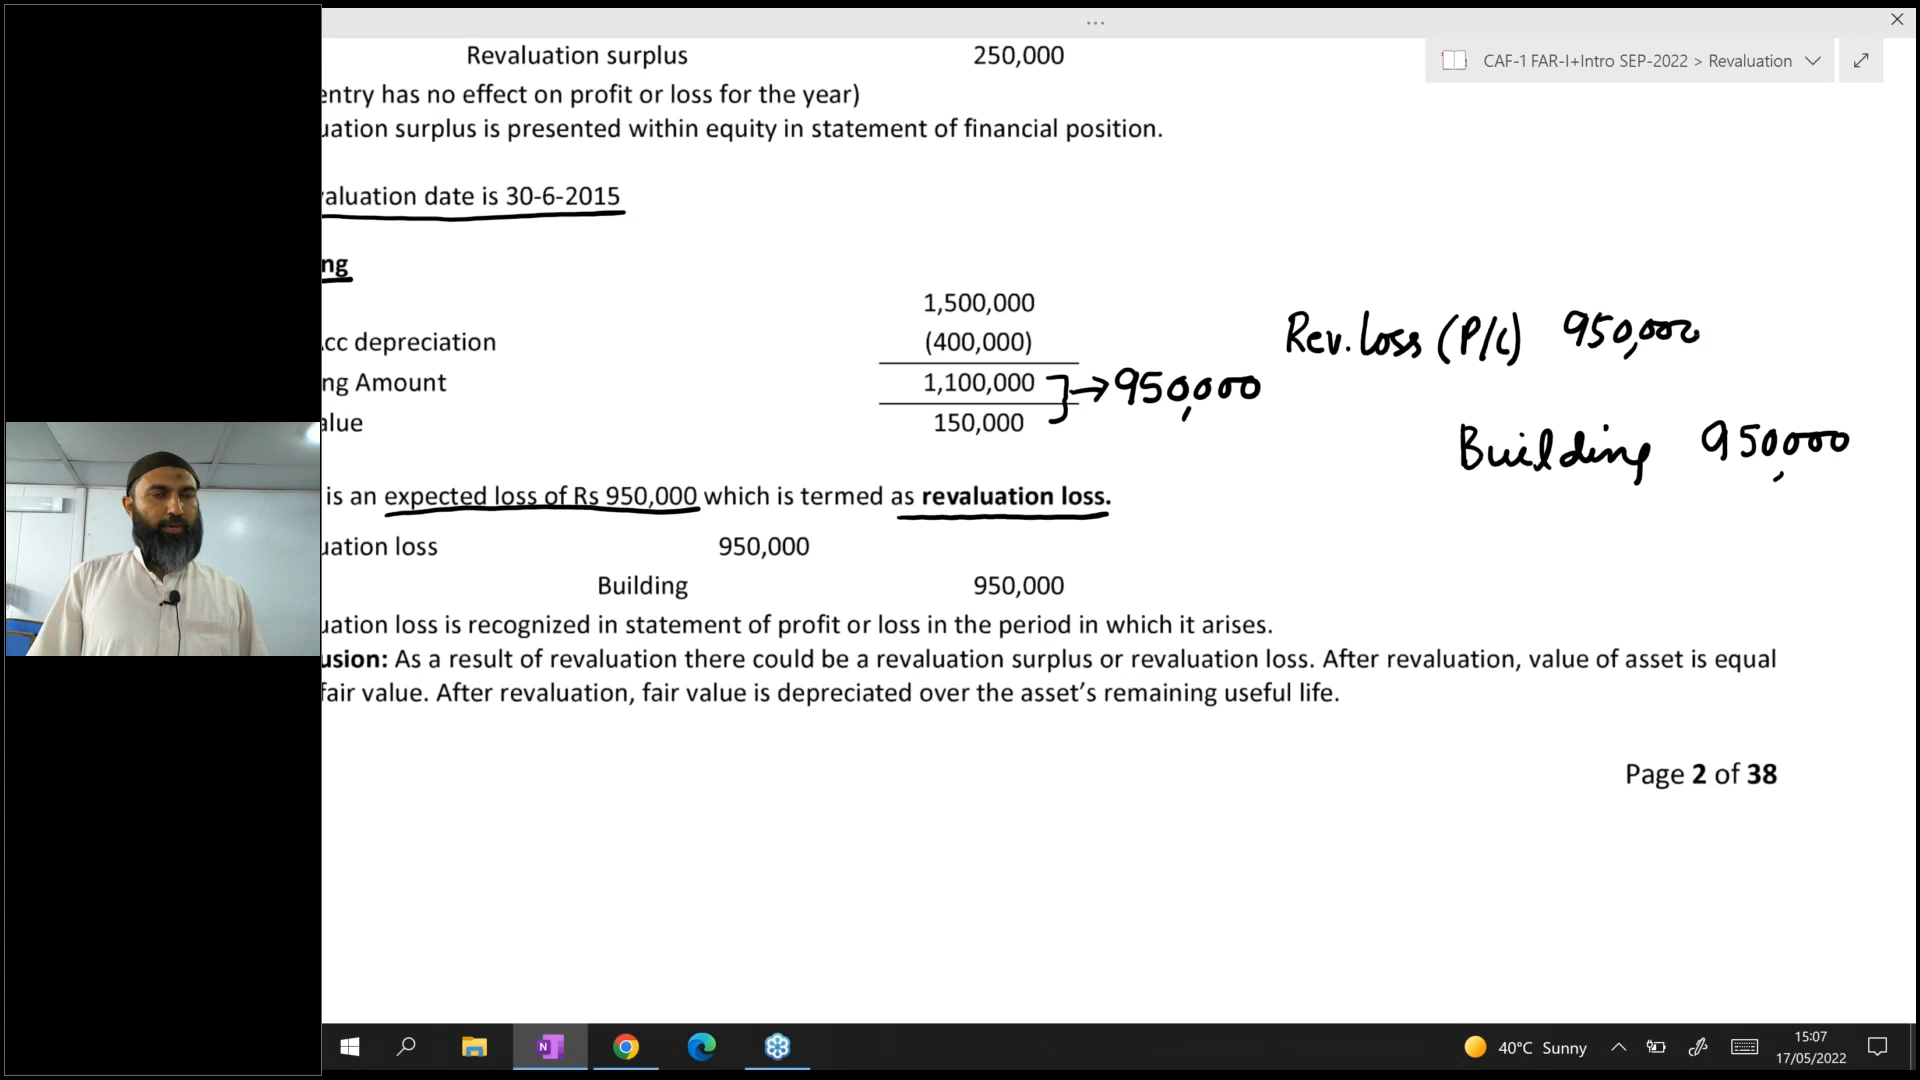 Revaluation surplus 250,000
CAF-1 FAR-I+Intro SEP-2022 > Revaluation
entry has no effect on profit or loss for the year)
uation surplus is presented within equity in statement of financial position.
valuation date is 30-6-2015
ng
1,500,000
cc depreciation (400,000)
ng Amount 1,100,000
alue 150,000
950,000
Rev. loss (P/L) 950,000
Building 950,000
is an expected loss of Rs 950,000 which is termed as revaluation loss.
uation loss 950,000
Building 950,000
uation loss is recognized in statement of profit or loss in the period in which it arises.
usion: As a result of revaluation there could be a revaluation surplus or revaluation loss. After revaluation, value of asset is equal
fair value. After revaluation, fair value is depreciated over the asset's remaining useful life.
Page 2 of 38
N
40°C Sunny
15:07
17/05/2022